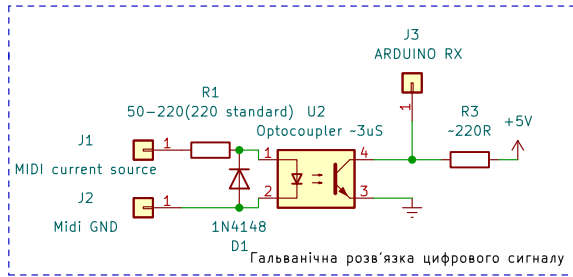 J3
ARDUINO RX
1
R1
50-220(220 standard)
U2
Optocoupler ~3uS
R3
~220R
+5V
J1
1
MIDI current source
1
4
J2
1
Midi GND
2
3
1N4148
D1
Гальванічна розв'язка цифрового сигналу